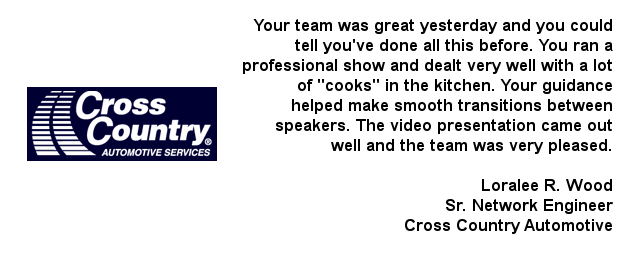 Your team was great yesterday and you could
tell you've done all this before. You ran a
professional show and dealt very well with a lot
of "cooks" in the kitchen. Your guidance
helped make smooth transitions between
speakers. The video presentation came out
well and the team was very pleased.
Loralee R. Wood
Sr. Network Engineer
Cross Country Automotive
Cross
Country®
AUTOMOTIVE SERVICES